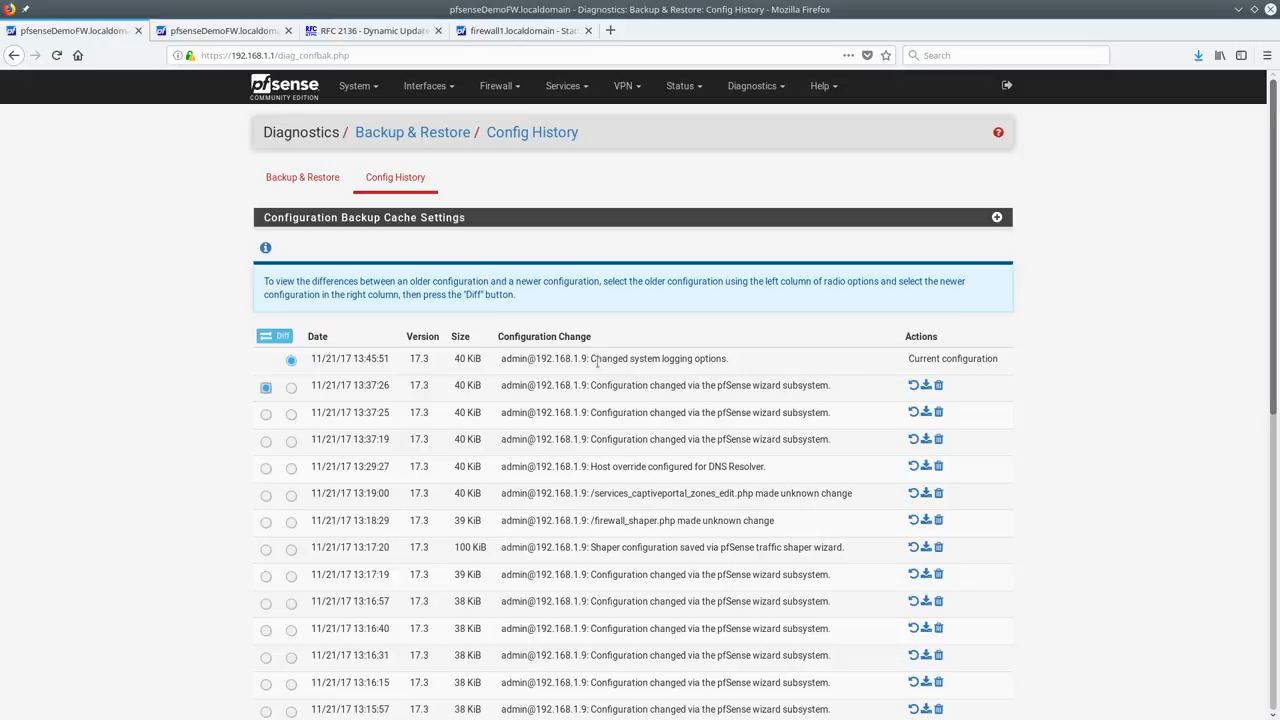 pfsenseDemoFW.localdomain - Diagnostics: Backup & Restore: Config History - Mozilla Firefox
pfsenseDemoFW.localdomai
pfsenseDemoFW.localdoma
RFC 2136 - Dynamic Update
firewall1.localdomain - Stat
https://192.168.1.1/diag_confbak.php
Search
pfsense
COMMUNITY EDITION
System
Interfaces
Firewall
Services
VPN
Status
Diagnostics
Help
Diagnostics / Backup & Restore / Config History
Backup & Restore
Config History
Configuration Backup Cache Settings
To view the differences between an older configuration and a newer configuration, select the older configuration using the left column of radio options and select the newer
configuration in the right column, then press the "Diff" button.
Diff Date Version Size Configuration Change Actions
11/21/17 13:45:51 17.3 40 KiB admin@192.168.1.9: Changed system logging options. Current configuration
11/21/17 13:37:26 17.3 40 KiB admin@192.168.1.9: Configuration changed via the pfSense wizard subsystem.
11/21/17 13:37:25 17.3 40 KiB admin@192.168.1.9: Configuration changed via the pfSense wizard subsystem.
11/21/17 13:37:19 17.3 40 KiB admin@192.168.1.9: Configuration changed via the pfSense wizard subsystem.
11/21/17 13:29:27 17.3 40 KiB admin@192.168.1.9: Host override configured for DNS Resolver.
11/21/17 13:19:00 17.3 40 KiB admin@192.168.1.9: /services_captiveportal_zones_edit.php made unknown change
11/21/17 13:18:29 17.3 39 KiB admin@192.168.1.9: /firewall_shaper.php made unknown change
11/21/17 13:17:20 17.3 100 KiB admin@192.168.1.9: Shaper configuration saved via pfSense traffic shaper wizard.
11/21/17 13:17:19 17.3 39 KiB admin@192.168.1.9: Configuration changed via the pfSense wizard subsystem.
11/21/17 13:16:57 17.3 38 KiB admin@192.168.1.9: Configuration changed via the pfSense wizard subsystem.
11/21/17 13:16:40 17.3 38 KiB admin@192.168.1.9: Configuration changed via the pfSense wizard subsystem.
11/21/17 13:16:31 17.3 38 KiB admin@192.168.1.9: Configuration changed via the pfSense wizard subsystem.
11/21/17 13:16:15 17.3 38 KiB admin@192.168.1.9: Configuration changed via the pfSense wizard subsystem.
11/21/17 13:15:57 17.3 38 KiB admin@192.168.1.9: Configuration changed via the pfSense wizard subsystem.